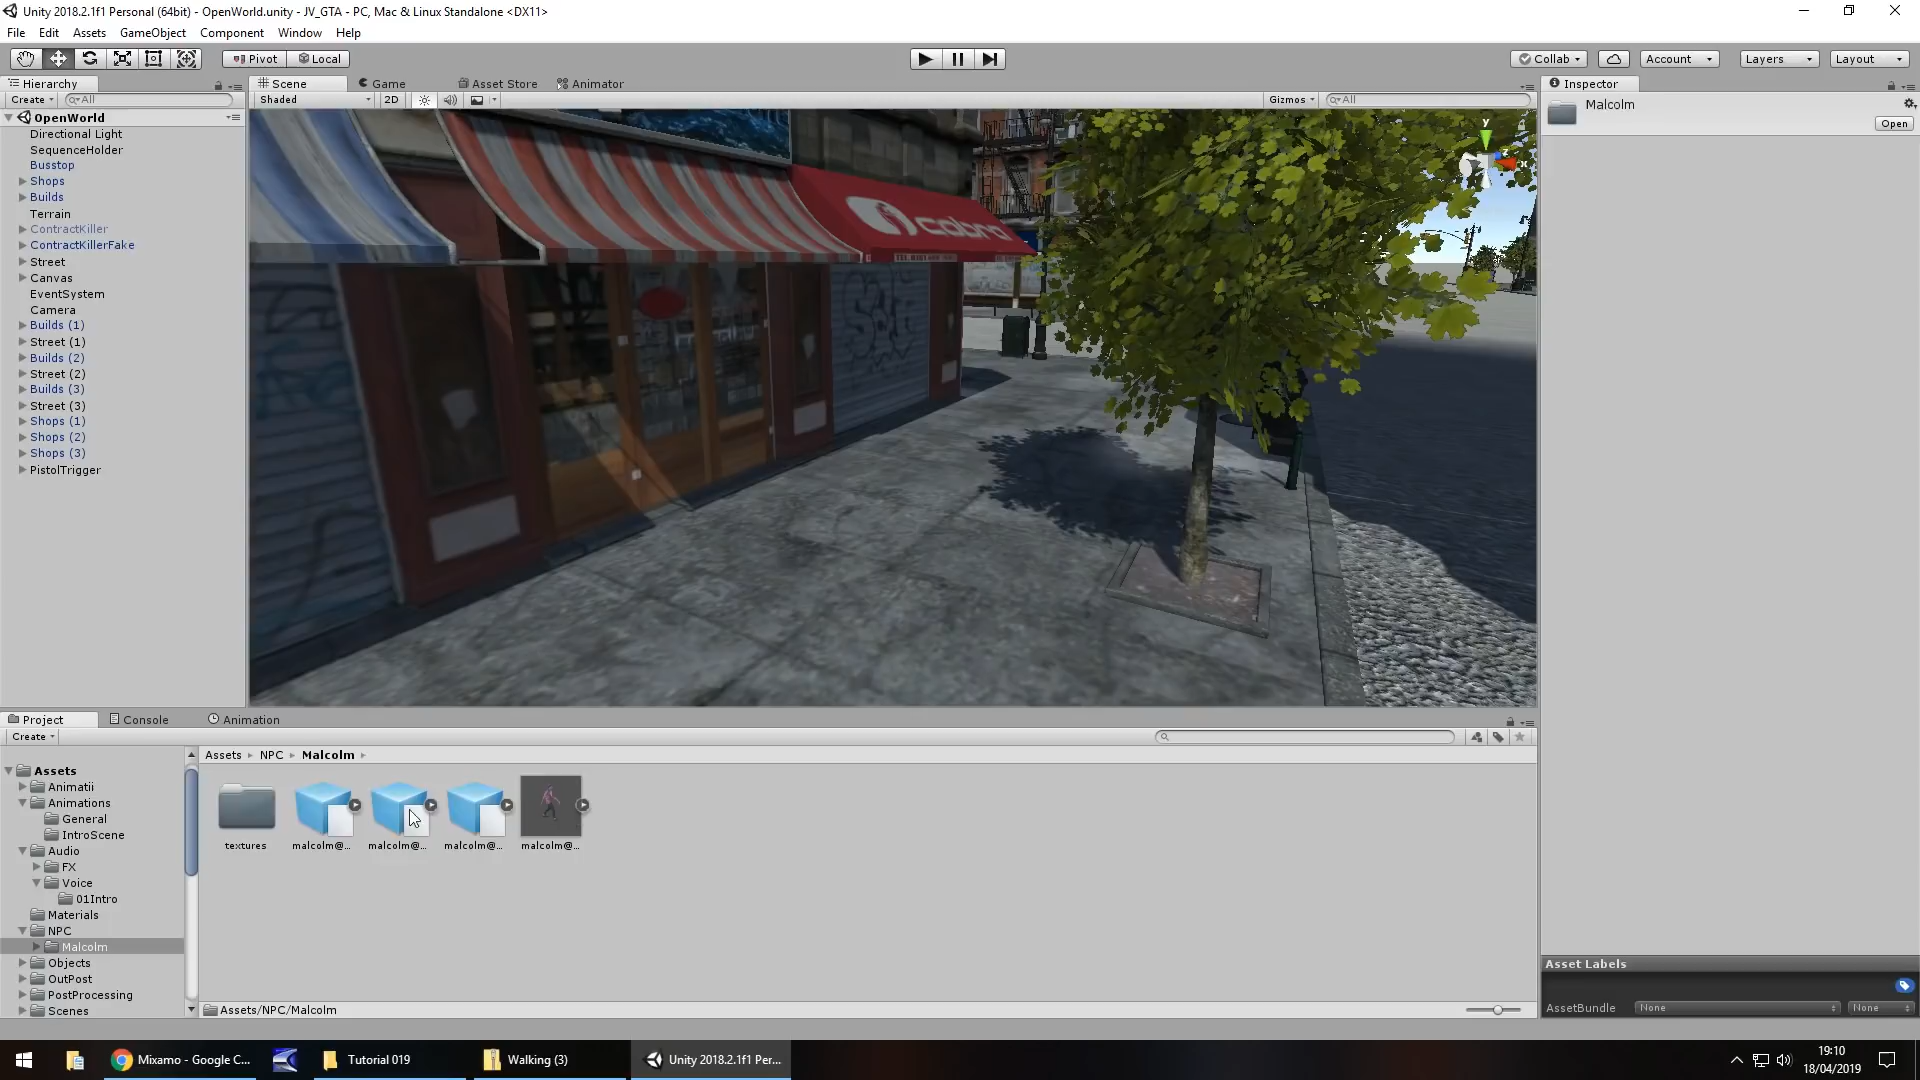 Unity 2018.2.1f1 Personal (64bit) - OpenWorld.unity - JV_GTA - PC, Mac & Linux Standalone <DX11>
File Edit Assets GameObject Component Window Help
Pivot Local Collab Account Layers Layout
Hierarchy
Create All
OpenWorld
Directional Light
SequenceHolder
Busstop
Shops
Builds
Terrain
ContractKiller
ContractKillerFake
Street
Canvas
EventSystem
Camera
Builds (1)
Street (1)
Builds (2)
Street (2)
Builds (3)
Street (3)
Shops (1)
Shops (2)
Shops (3)
PistolTrigger
Scene Game Asset Store Animator
Shaded 2D Gizmos All
cabra
y
z
x
Inspector
Malcolm
Open
Project Console Animation
Create
Assets
Animatii
Animations
General
IntroScene
Audio
FX
Voice
01Intro
Materials
NPC
Malcolm
Objects
OutPost
PostProcessing
Scenes
Assets NPC Malcolm
textures malcolm@... malcolm@... malcolm@... malcolm@...
Assets/NPC/Malcolm
Asset Labels
AssetBundle None None
Mixamo - Google C... Tutorial 019 Walking (3) Unity 2018.2.1f1 Per...
19:10
18/04/2019